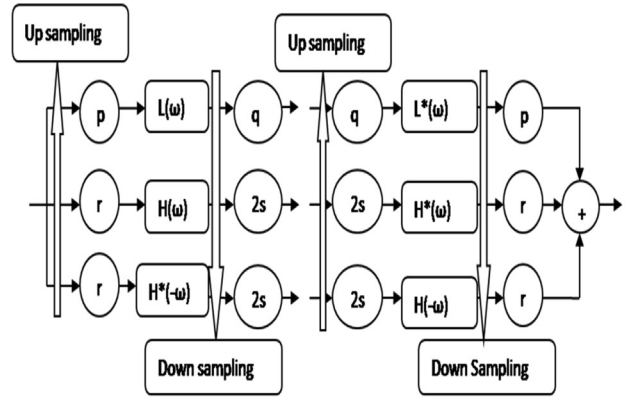 Up sampling
Up sampling
p L(ω) q q L*(ω) p
r H(ω) 2s 2s H*(ω) r +
r H*(-ω) 2s 2s H(-ω) r
Down sampling
Down Sampling